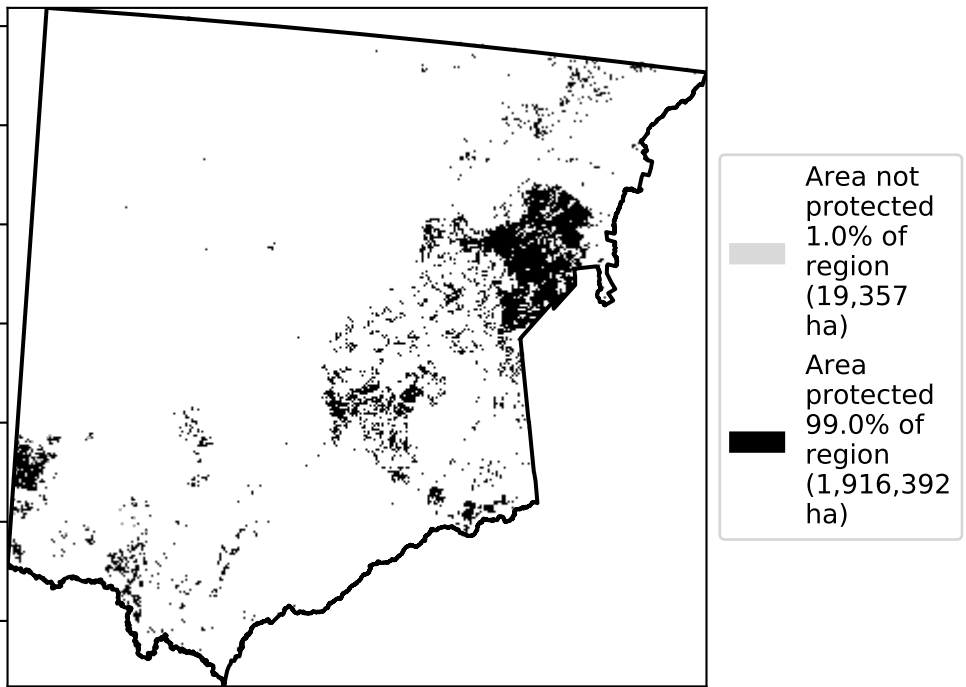 Area not
protected
1.0% of
region
(19,357
ha)
Area
protected
99.0% of
region
(1,916,392
ha)